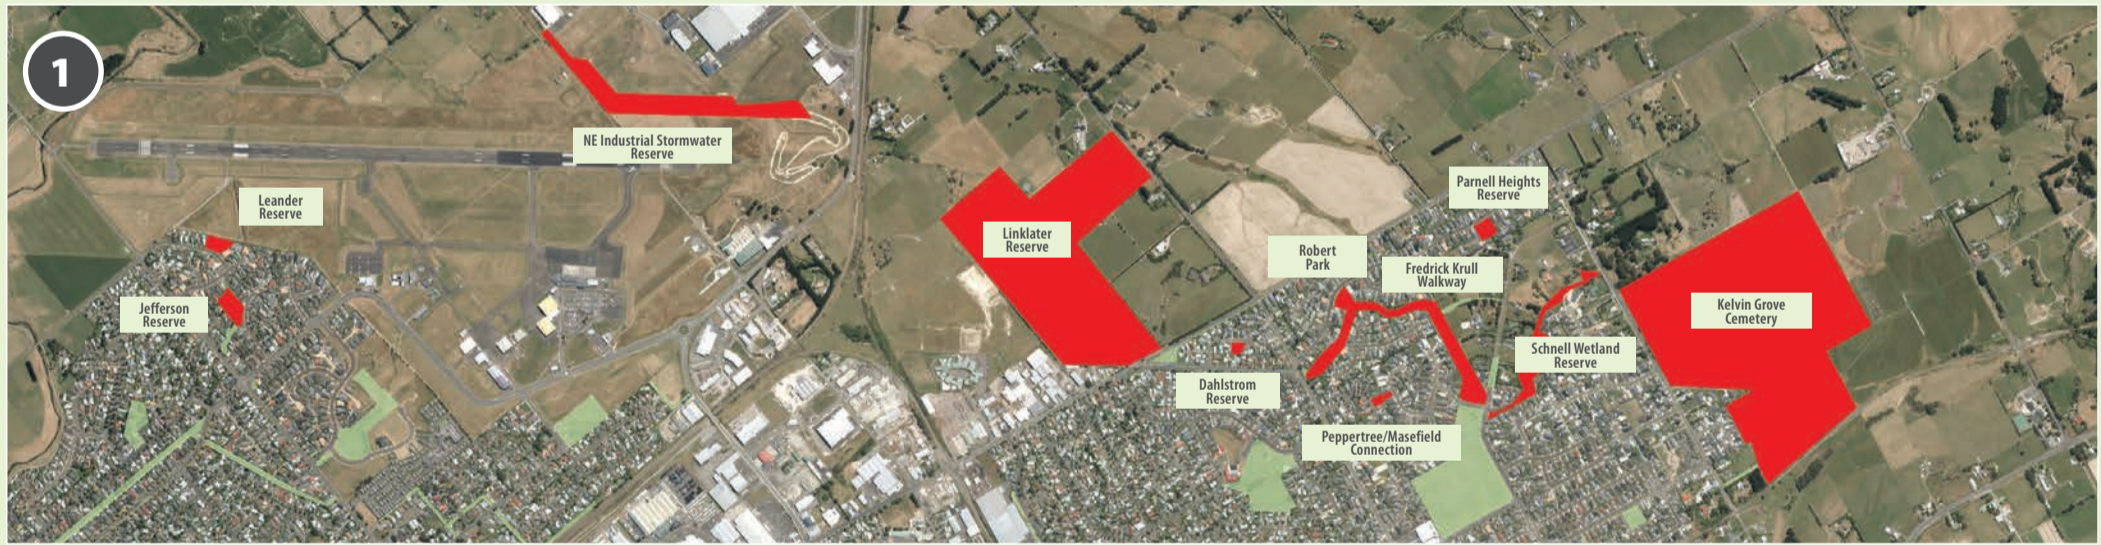 1
NE Industrial Stormwater
Reserve
Leander
Reserve
Jefferson
Reserve
Linklater
Reserve
Parnell Heights
Reserve
Robert
Park
Fredrick Krull
Walkway
Kelvin Grove
Cemetery
Schnell Wetland
Reserve
Dahlstrom
Reserve
Peppertree/Masefield
Connection